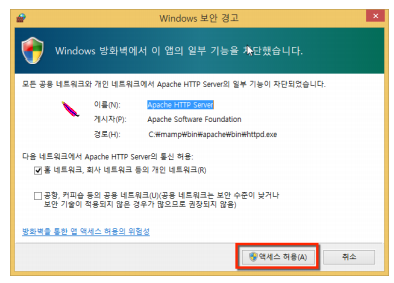 Windows 보안 경고
Windows 방화벽에서 이 앱의 일부 기능을 차단했습니다.
모든 공용 네트워크와 개인 네트워크에서 Apache HTTP Server의 일부 기능이 차단되었습니다.
이름(N): Apache HTTP Server
게시자(P): Apache Software Foundation
경로(H): C:₩mamp₩bin₩apache₩bin₩httpd.exe
다음 네트워크에서 Apache HTTP Server의 통신 허용:
홈 네트워크, 회사 네트워크 등의 개인 네트워크(R)
공항, 커피숍 등의 공용 네트워크(U)(공용 네트워크는 보안 수준이 낮거나
보안 기술이 적용되지 않은 경우가 많으므로 권장되지 않음)
방화벽을 통한 앱 액세스 허용의 위험성
액세스 허용(A) 취소